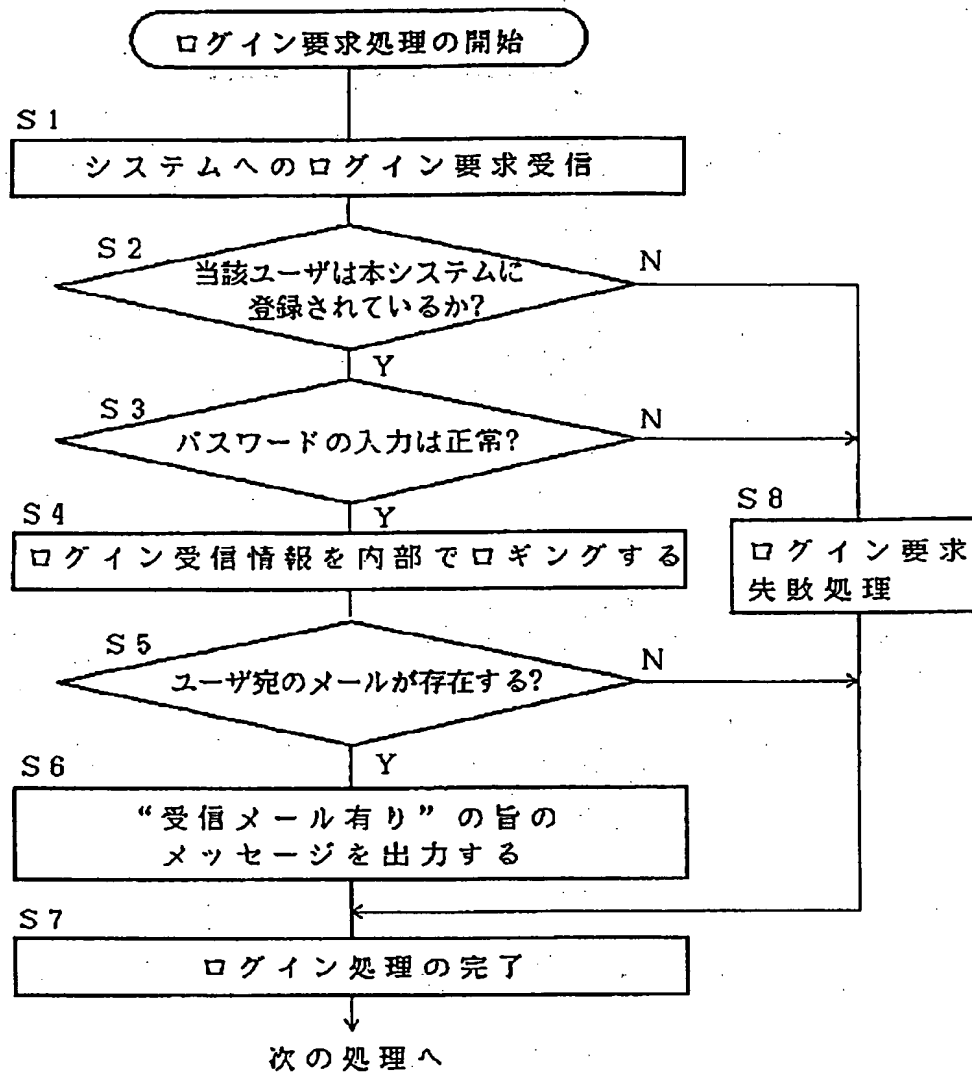 ログイン要求処理の開始
S1
システムへのログイン要求受信
S2
当該ユーザは本システムに
登録されているか?
N
Y
S3
パスワードの入力は正常?
N
Y
S4
ログイン受信情報を内部でロギングする
S8
ログイン要求
失敗処理
S5
ユーザ宛のメールが存在する?
N
Y
S6
“受信メール有り”の旨の
メッセージを出力する
S7
ログイン処理の完了
次の処理へ